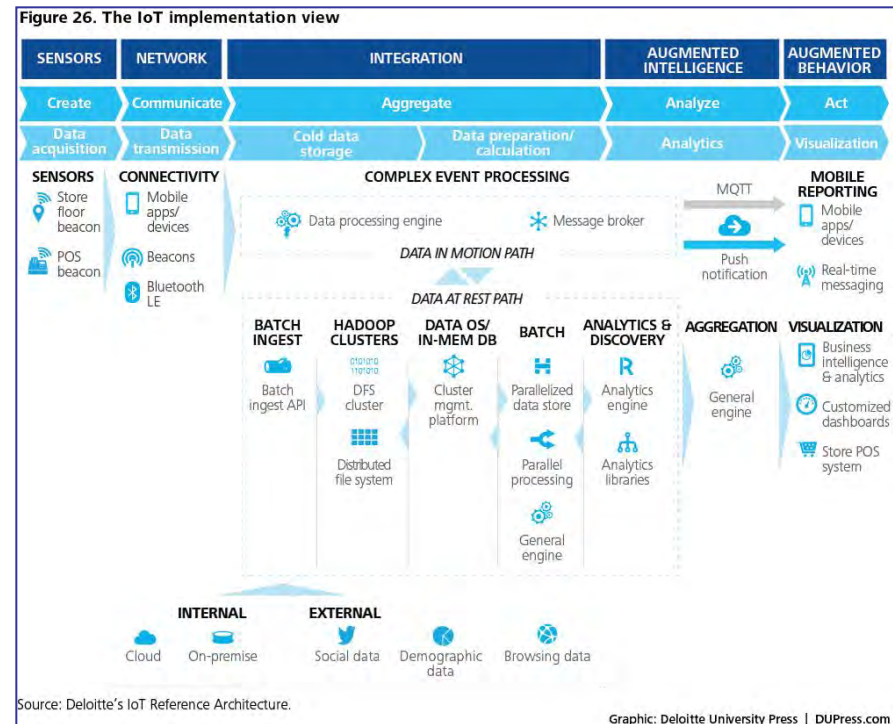 Figure 26. The IoT implementation view
SENSORS
NETWORK
INTEGRATION
AUGMENTED
INTELLIGENCE
AUGMENTED
BEHAVIOR
Create
Communicate
Aggregate
Analyze
Act
Data
acquisition
Data
transmission
Cold data
storage
Data preparation/
calculation
Analytics
Visualization
SENSORS
Store
floor
beacon
POS
beacon
CONNECTIVITY
Mobile
apps/
devices
Beacons
Bluetooth
LE
COMPLEX EVENT PROCESSING
Data processing engine
Message broker
DATA IN MOTION PATH
MQTT
Push
notification
MOBILE
REPORTING
Mobile
apps/
devices
Real-time
messaging
DATA AT REST PATH
BATCH
INGEST
Batch
ingest API
HADOOP
CLUSTERS
0101010
1101010
DFS
cluster
Distributed
file system
DATA OS/
IN-MEM DB
Cluster
mgmt.
platform
BATCH
Parallelized
data store
Parallel
processing
General
engine
ANALYTICS &
DISCOVERY
R
Analytics
engine
Analytics
libraries
AGGREGATION
General
engine
VISUALIZATION
Business
intelligence
& analytics
Customized
dashboards
Store POS
system
INTERNAL
Cloud
On-premise
EXTERNAL
Social data
Demographic
data
Browsing data
Source: Deloitte's IoT Reference Architecture.
Graphic: Deloitte University Press | DUPress.com